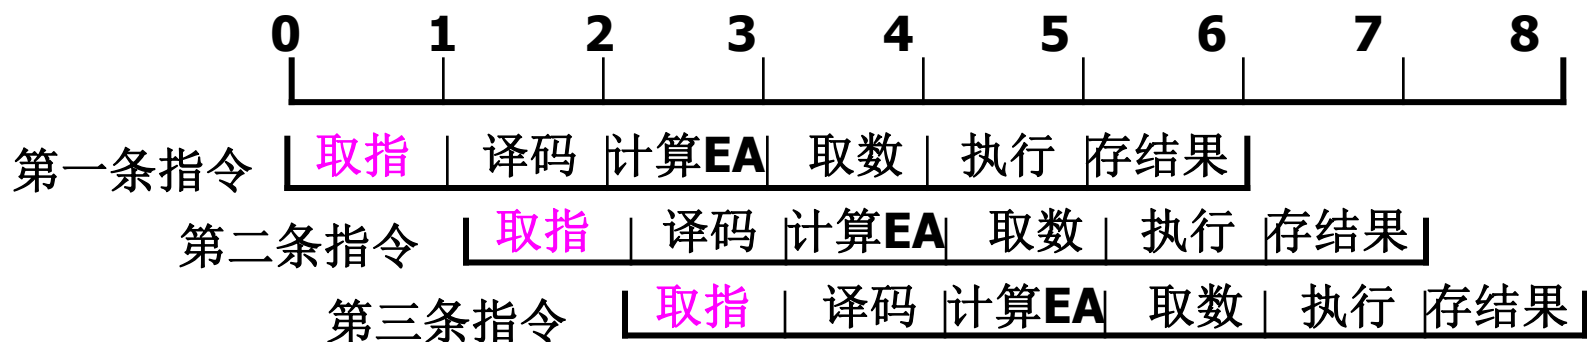 0 1 2 3 4 5 6 7 8
第一条指令 取指 译码 计算EA 取数 执行 存结果
第二条指令 取指 译码 计算EA 取数 执行 存结果
第三条指令 取指 译码 计算EA 取数 执行 存结果